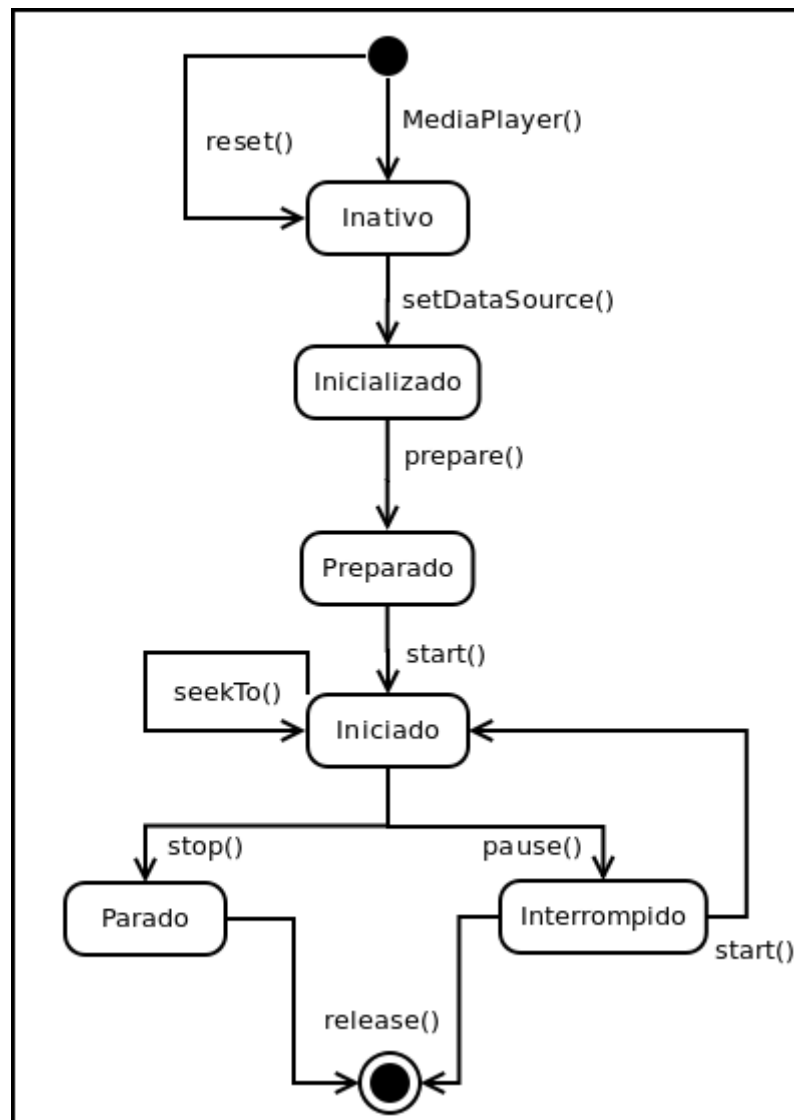 MediaPlayer()
reset()
Inativo
setDataSource()
Inicializado
prepare()
Preparado
start()
seekTo()
Iniciado
stop()
pause()
Parado
Interrompido
start()
release()